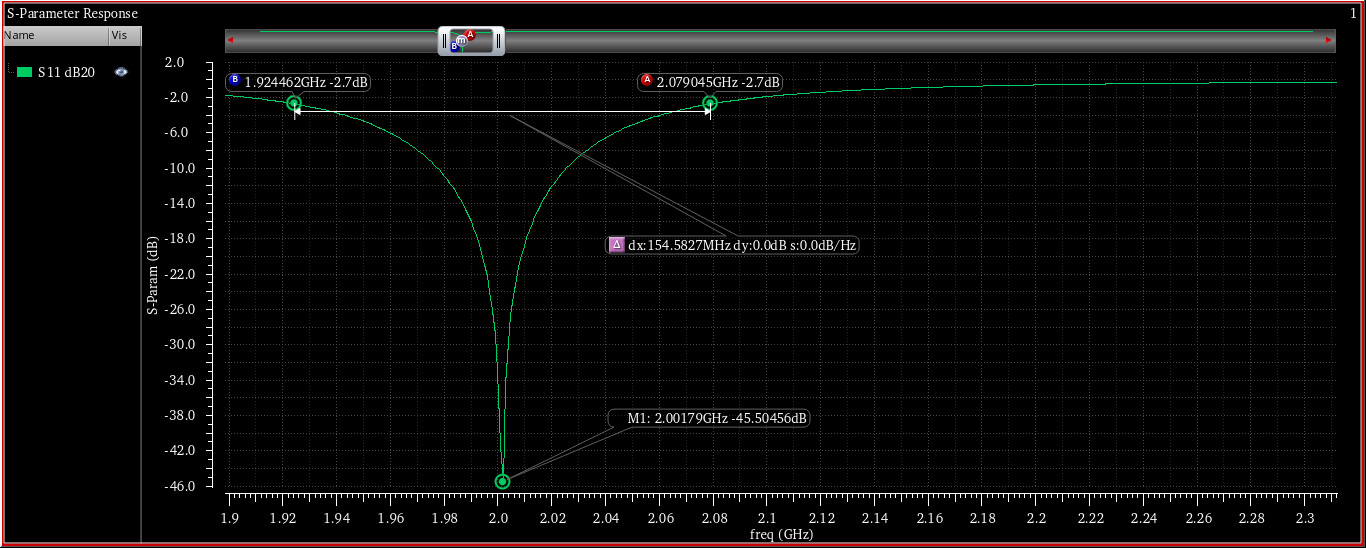 S-Parameter Response 1
Name Vis
S11 dB20
B A m
2.0
-2.0
-6.0
-10.0
-14.0
-18.0
-22.0
-26.0
-30.0
-34.0
-38.0
-42.0
-46.0
S-Param (dB)
B 1.924462GHz -2.7dB
A 2.079045GHz -2.7dB
Δ dx:154.5827MHz dy:0.0dB s:0.0dB/Hz
M1: 2.00179GHz -45.50456dB
1.9 1.92 1.94 1.96 1.98 2.0 2.02 2.04 2.06 2.08 2.1 2.12 2.14 2.16 2.18 2.2 2.22 2.24 2.26 2.28 2.3
freq (GHz)